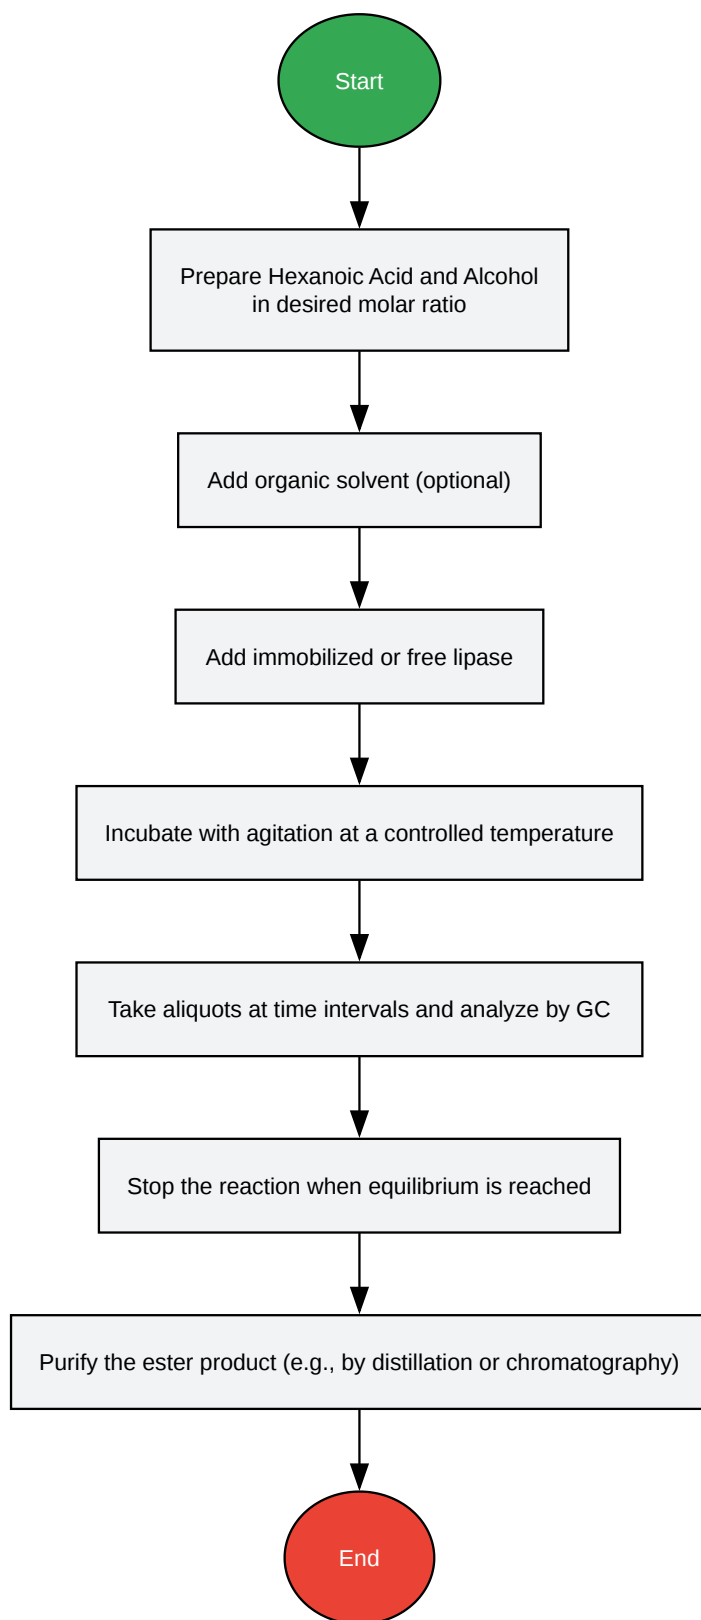 Start
Prepare Hexanoic Acid and Alcohol
in desired molar ratio
Add organic solvent (optional)
Add immobilized or free lipase
Incubate with agitation at a controlled temperature
Take aliquots at time intervals and analyze by GC
Stop the reaction when equilibrium is reached
Purify the ester product (e.g., by distillation or chromatography)
End